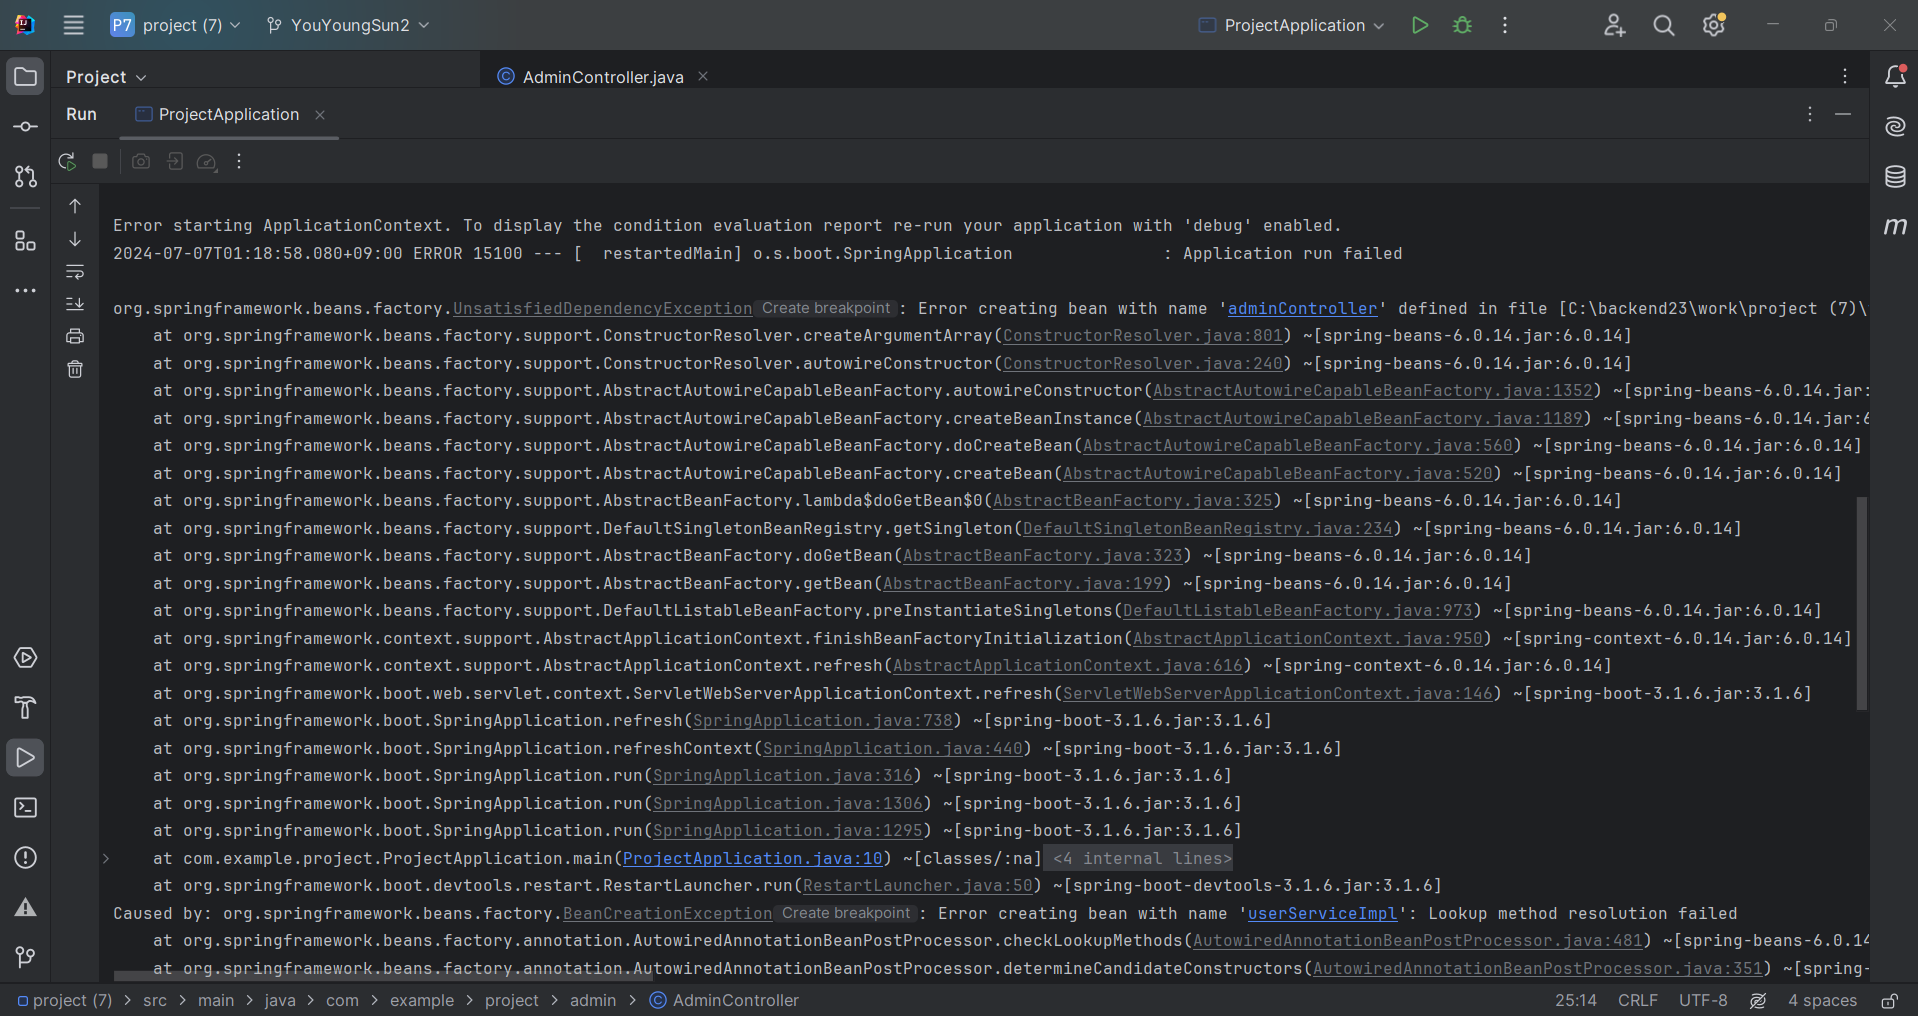 P7 project (7) YouYoungSun2 ProjectApplication
Project AdminController.java
Run ProjectApplication
Error starting ApplicationContext. To display the condition evaluation report re-run your application with 'debug' enabled.
2024-07-07T01:18:58.080+09:00 ERROR 15100 --- [  restartedMain] o.s.boot.SpringApplication               : Application run failed
org.springframework.beans.factory.UnsatisfiedDependencyException Create breakpoint : Error creating bean with name 'adminController' defined in file [C:\backend23\work\project (7)\
at org.springframework.beans.factory.support.ConstructorResolver.createArgumentArray(ConstructorResolver.java:801) ~[spring-beans-6.0.14.jar:6.0.14]
at org.springframework.beans.factory.support.ConstructorResolver.autowireConstructor(ConstructorResolver.java:240) ~[spring-beans-6.0.14.jar:6.0.14]
at org.springframework.beans.factory.support.AbstractAutowireCapableBeanFactory.autowireConstructor(AbstractAutowireCapableBeanFactory.java:1352) ~[spring-beans-6.0.14.jar:
at org.springframework.beans.factory.support.AbstractAutowireCapableBeanFactory.createBeanInstance(AbstractAutowireCapableBeanFactory.java:1189) ~[spring-beans-6.0.14.jar:6
at org.springframework.beans.factory.support.AbstractAutowireCapableBeanFactory.doCreateBean(AbstractAutowireCapableBeanFactory.java:560) ~[spring-beans-6.0.14.jar:6.0.14]
at org.springframework.beans.factory.support.AbstractAutowireCapableBeanFactory.createBean(AbstractAutowireCapableBeanFactory.java:520) ~[spring-beans-6.0.14.jar:6.0.14]
at org.springframework.beans.factory.support.AbstractBeanFactory.lambda$doGetBean$0(AbstractBeanFactory.java:325) ~[spring-beans-6.0.14.jar:6.0.14]
at org.springframework.beans.factory.support.DefaultSingletonBeanRegistry.getSingleton(DefaultSingletonBeanRegistry.java:234) ~[spring-beans-6.0.14.jar:6.0.14]
at org.springframework.beans.factory.support.AbstractBeanFactory.doGetBean(AbstractBeanFactory.java:323) ~[spring-beans-6.0.14.jar:6.0.14]
at org.springframework.beans.factory.support.AbstractBeanFactory.getBean(AbstractBeanFactory.java:199) ~[spring-beans-6.0.14.jar:6.0.14]
at org.springframework.beans.factory.support.DefaultListableBeanFactory.preInstantiateSingletons(DefaultListableBeanFactory.java:973) ~[spring-beans-6.0.14.jar:6.0.14]
at org.springframework.context.support.AbstractApplicationContext.finishBeanFactoryInitialization(AbstractApplicationContext.java:950) ~[spring-context-6.0.14.jar:6.0.14]
at org.springframework.context.support.AbstractApplicationContext.refresh(AbstractApplicationContext.java:616) ~[spring-context-6.0.14.jar:6.0.14]
at org.springframework.boot.web.servlet.context.ServletWebServerApplicationContext.refresh(ServletWebServerApplicationContext.java:146) ~[spring-boot-3.1.6.jar:3.1.6]
at org.springframework.boot.SpringApplication.refresh(SpringApplication.java:738) ~[spring-boot-3.1.6.jar:3.1.6]
at org.springframework.boot.SpringApplication.refreshContext(SpringApplication.java:440) ~[spring-boot-3.1.6.jar:3.1.6]
at org.springframework.boot.SpringApplication.run(SpringApplication.java:316) ~[spring-boot-3.1.6.jar:3.1.6]
at org.springframework.boot.SpringApplication.run(SpringApplication.java:1306) ~[spring-boot-3.1.6.jar:3.1.6]
at org.springframework.boot.SpringApplication.run(SpringApplication.java:1295) ~[spring-boot-3.1.6.jar:3.1.6]
at com.example.project.ProjectApplication.main(ProjectApplication.java:10) ~[classes/:na] <4 internal lines>
at org.springframework.boot.devtools.restart.RestartLauncher.run(RestartLauncher.java:50) ~[spring-boot-devtools-3.1.6.jar:3.1.6]
Caused by: org.springframework.beans.factory.BeanCreationException Create breakpoint : Error creating bean with name 'userServiceImpl': Lookup method resolution failed
at org.springframework.beans.factory.annotation.AutowiredAnnotationBeanPostProcessor.checkLookupMethods(AutowiredAnnotationBeanPostProcessor.java:481) ~[spring-beans-6.0.14
at org.springframework.beans.factory.annotation.AutowiredAnnotationBeanPostProcessor.determineCandidateConstructors(AutowiredAnnotationBeanPostProcessor.java:351) ~[spring-
project (7) > src > main > java > com > example > project > admin > AdminController 25:14 CRLF UTF-8 4 spaces